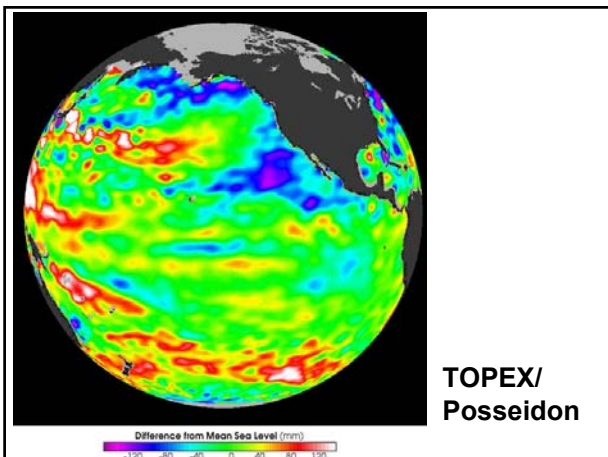 TOPEX/
Posseidon
Difference from Mean Sea Level (mm)
-120 -80 -40 0 40 80 120